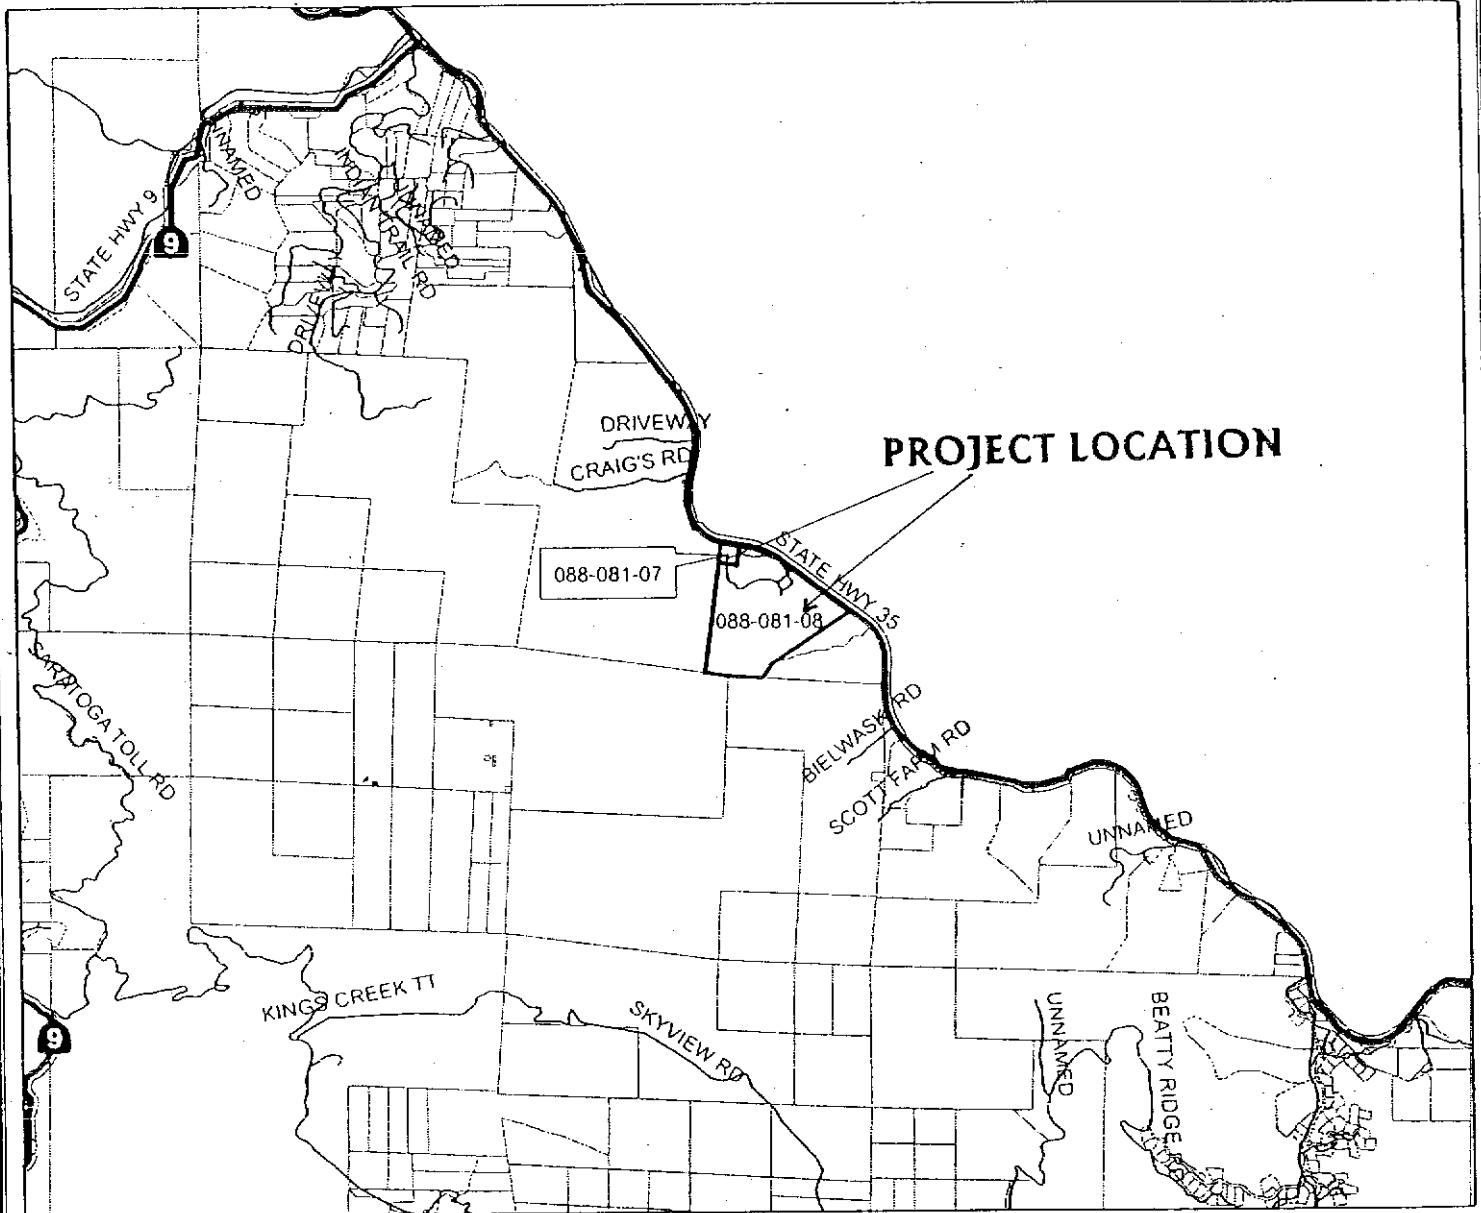 STATE HWY 9
9
INDIAN TRAIL RD
DRIVEWAY
DRIVEWAY
CRAIG'S RD
PROJECT LOCATION
STATE HWY 35
088-081-07
088-081-08
SARATOGA TOLL RD
BIELWASKI RD
SCOTT FARM RD
UNNAMED
KINGS CREEK TT
SKYVIEW RD
UNNAMED
BEATTY RIDGE
9